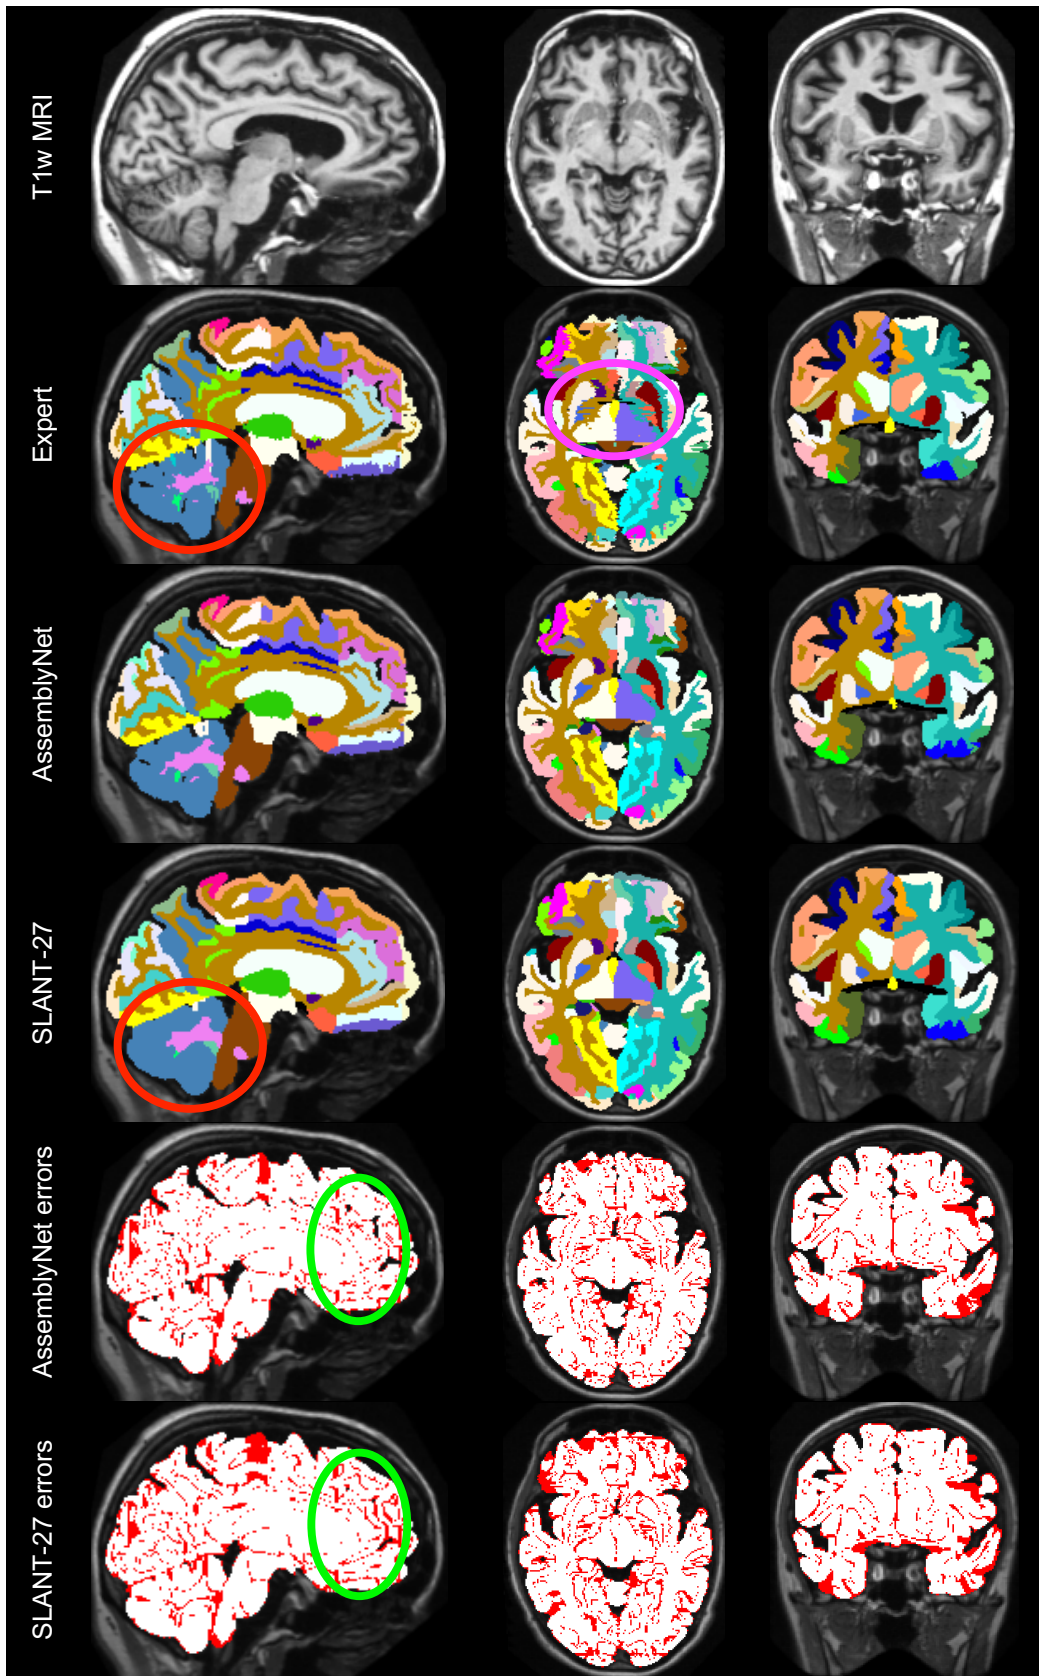 T1w MRI
Expert
AssemblyNet
SLANT-27
AssemblyNet errors
SLANT-27 errors